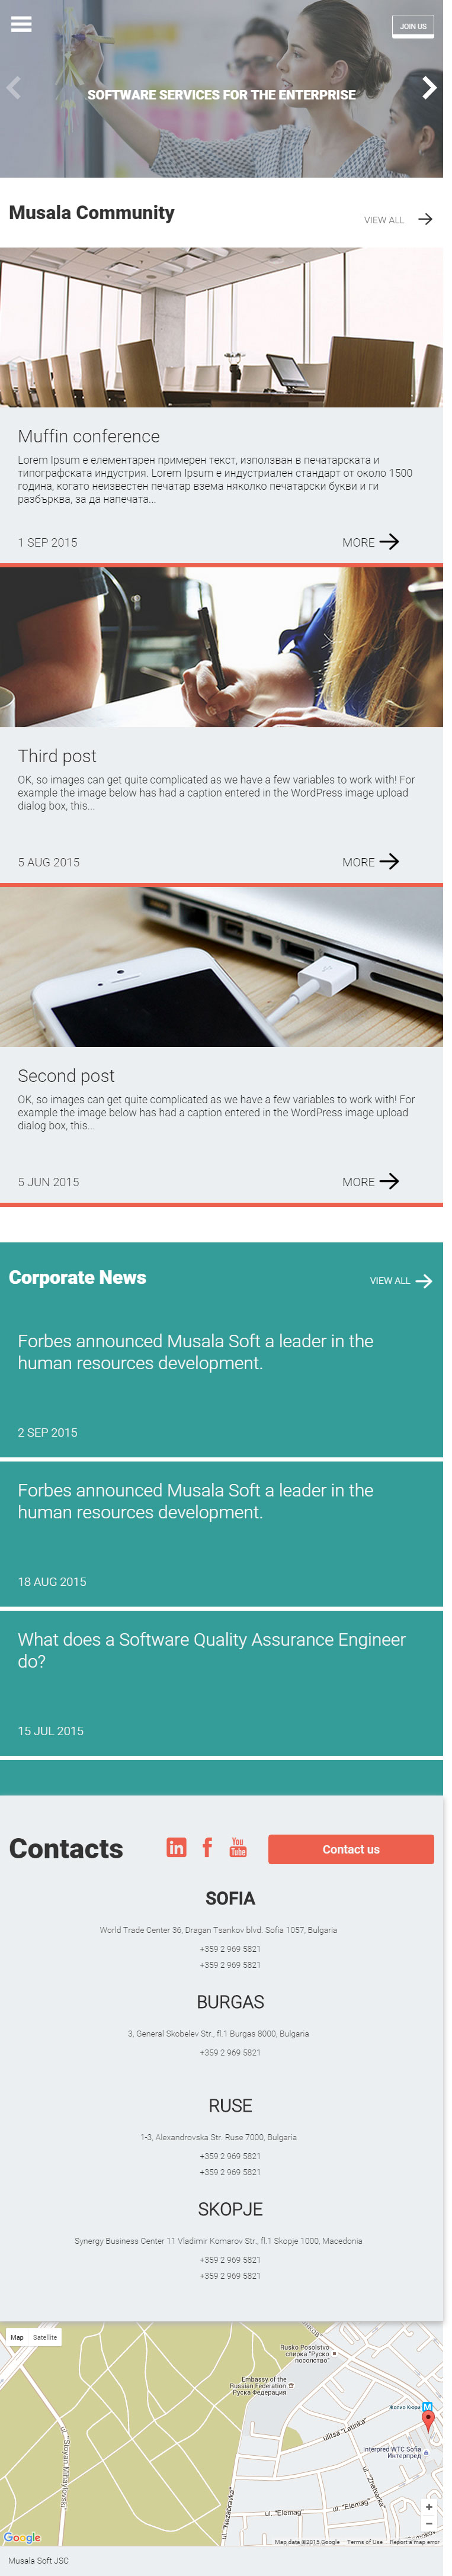 JOIN US
SOFTWARE SERVICES FOR THE ENTERPRISE
Musala Community
VIEW ALL
Muffin conference
Lorem Ipsum е елементарен примерен текст, използван в печатарската и
типографската индустрия. Lorem Ipsum е индустриален стандарт от около 1500
година, когато неизвестен печатар взема няколко печатарски букви и ги
разбърква, за да напечата...
1 SEP 2015
MORE
Third post
OK, so images can get quite complicated as we have a few variables to work with! For
example the image below has had a caption entered in the WordPress image upload
dialog box, this...
5 AUG 2015
MORE
Second post
OK, so images can get quite complicated as we have a few variables to work with! For
example the image below has had a caption entered in the WordPress image upload
dialog box, this...
5 JUN 2015
MORE
Corporate News
VIEW ALL
Forbes announced Musala Soft a leader in the
human resources development.
2 SEP 2015
Forbes announced Musala Soft a leader in the
human resources development.
18 AUG 2015
What does a Software Quality Assurance Engineer
do?
15 JUL 2015
Contacts
in
f
You
Tube
Contact us
SOFIA
World Trade Center 36, Dragan Tsankov blvd. Sofia 1057, Bulgaria
+359 2 969 5821
+359 2 969 5821
BURGAS
3, General Skobelev Str., fl.1 Burgas 8000, Bulgaria
+359 2 969 5821
RUSE
1-3, Alexandrovska Str. Ruse 7000, Bulgaria
+359 2 969 5821
+359 2 969 5821
SKOPJE
Synergy Business Center 11 Vladimir Komarov Str., fl.1 Skopje 1000, Macedonia
+359 2 969 5821
+359 2 969 5821
Map
Satellite
Rusko Posolstvo
спирка "Руско
посолство"
Embassy of the
Russian Federation
Руска Федерация
Жолио Кюри
M
ulitsa "Latinka"
Interpred WTC Sofia
Интерпред
ul. "Stoyan Mihaylovski"
ul. "Nezabravka"
ul. "Elemag"
ul. "Elemag"
ul. "Zhetvarka"
Google
Map data ©2015 Google
Terms of Use
Report a map error
Musala Soft JSC